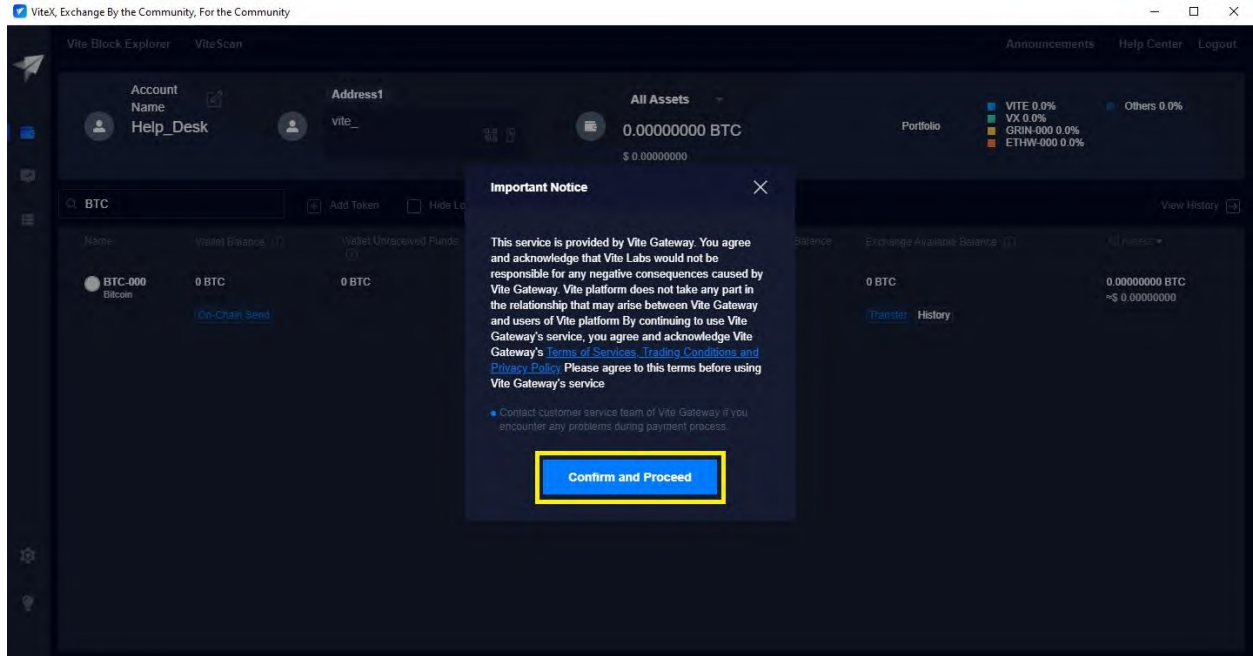 ViteX, Exchange By the Community, For the Community
Vite Block Explorer ViteScan Announcements Help Center Logout
Account
Name
Help_Desk
Address1
vite_
All Assets
0.00000000 BTC
$ 0.00000000
Portfolio
VITE 0.0% Others 0.0%
VX 0.0%
GRIN-000 0.0%
ETHW-000 0.0%
BTC Add Token Hide Lo View History
Name Wallet Balance Wallet Unreceived Funds Balance Exchange Available Balance All Assets
BTC-000 0 BTC 0 BTC 0 BTC 0.00000000 BTC
Bitcoin ≈$ 0.00000000
On-Chain Send Transfer History
Important Notice
This service is provided by Vite Gateway. You agree
and acknowledge that Vite Labs would not be
responsible for any negative consequences caused by
Vite Gateway. Vite platform does not take any part in
the relationship that may arise between Vite Gateway
and users of Vite platform By continuing to use Vite
Gateway's service, you agree and acknowledge Vite
Gateway's Terms of Services, Trading Conditions and
Privacy Policy Please agree to this terms before using
Vite Gateway's service
Contact customer service team of Vite Gateway if you
encounter any problems during payment process.
Confirm and Proceed